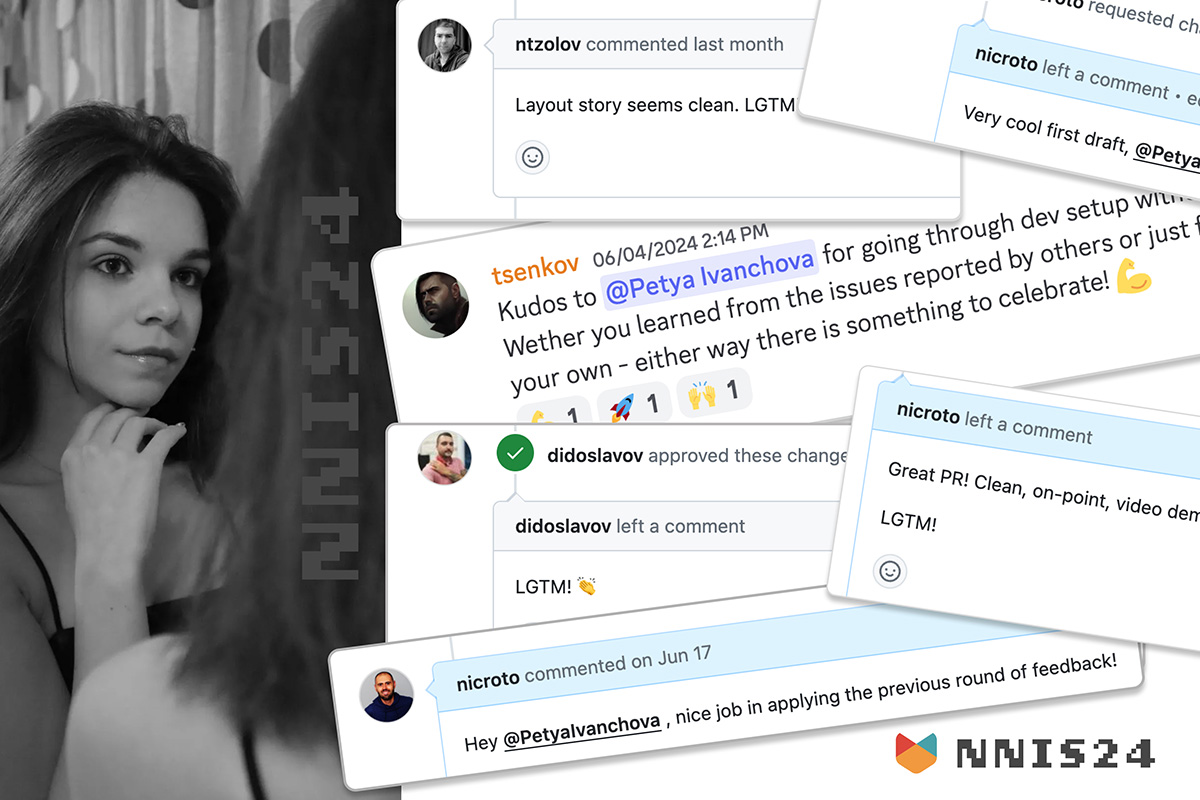 NNIS24
ntzolov commented last month
Layout story seems clean. LGTM
requested
nicroto left a comment •
Very cool first draft, @Petya
tsenkov 06/04/2024 2:14 PM
Kudos to @Petya Ivanchova for going through dev setup
Wether you learned from the issues reported by others or just
your own - either way there is something to celebrate! 💪
1 🚀 1 🙌 1
didoslavov approved these change
didoslavov left a comment
LGTM! 👏
nicroto left a comment
Great PR! Clean, on-point, video
LGTM!
nicroto commented on Jun 17
Hey @PetyaIvanchova , nice job in applying the previous round of feedback!
NNIS24